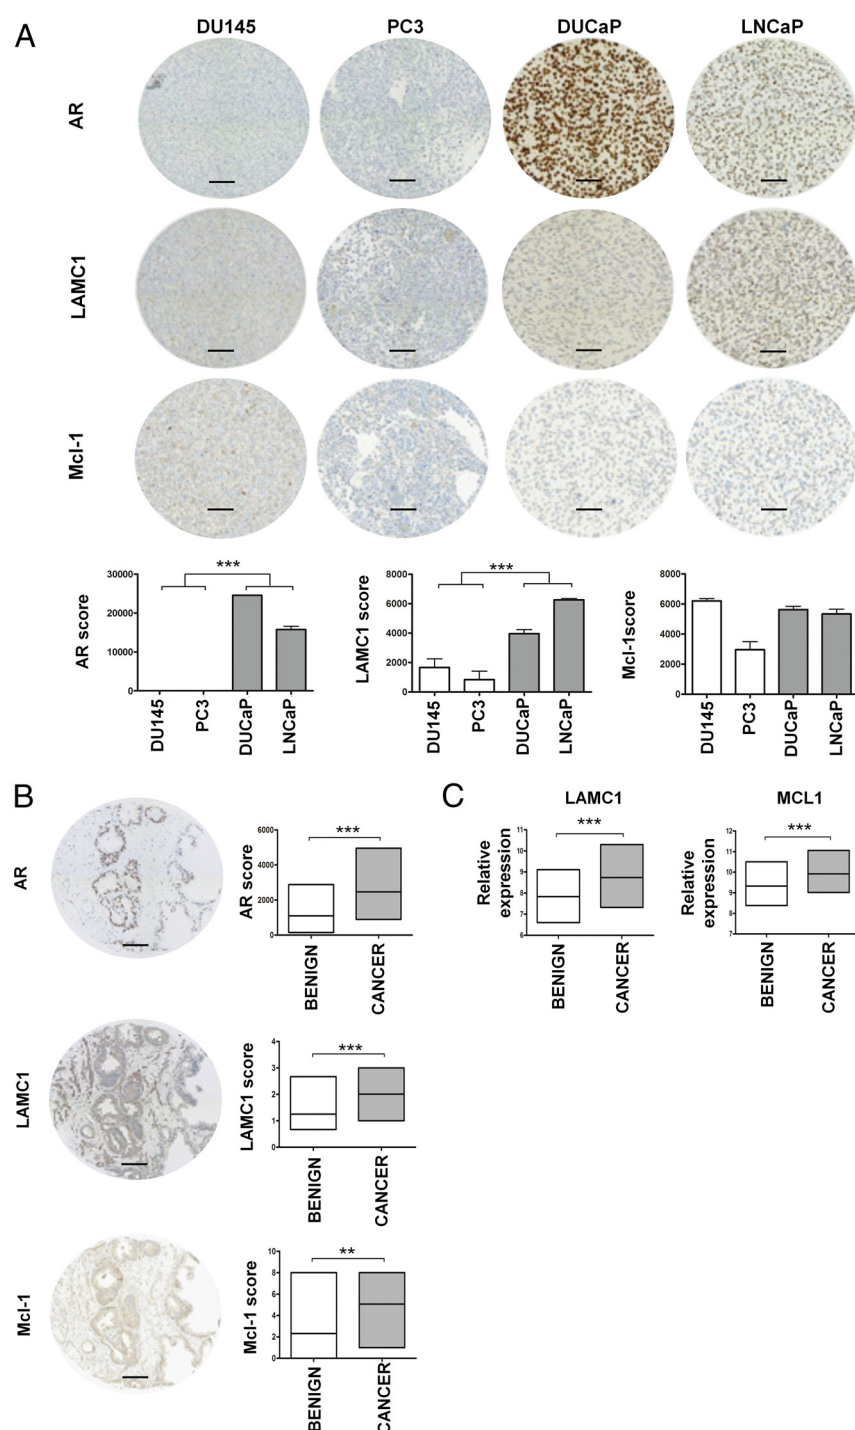 A
DU145 PC3 DUCaP LNCaP
AR
LAMC1
Mcl-1
***
30000
20000
10000
0
AR score
DU145
PC3
DUCaP
LNCaP
***
8000
6000
4000
2000
0
LAMC1 score
DU145
PC3
DUCaP
LNCaP
8000
6000
4000
2000
0
Mcl-1score
DU145
PC3
DUCaP
LNCaP
B
AR
***
6000
4000
2000
0
AR score
BENIGN
CANCER
LAMC1
***
4
3
2
1
0
LAMC1 score
BENIGN
CANCER
Mcl-1
**
10
8
6
4
2
0
Mcl-1 score
BENIGN
CANCER
C
LAMC1
***
11
10
9
8
7
6
5
Relative
expression
BENIGN
CANCER
MCL1
***
12
11
10
9
8
7
Relative
expression
BENIGN
CANCER